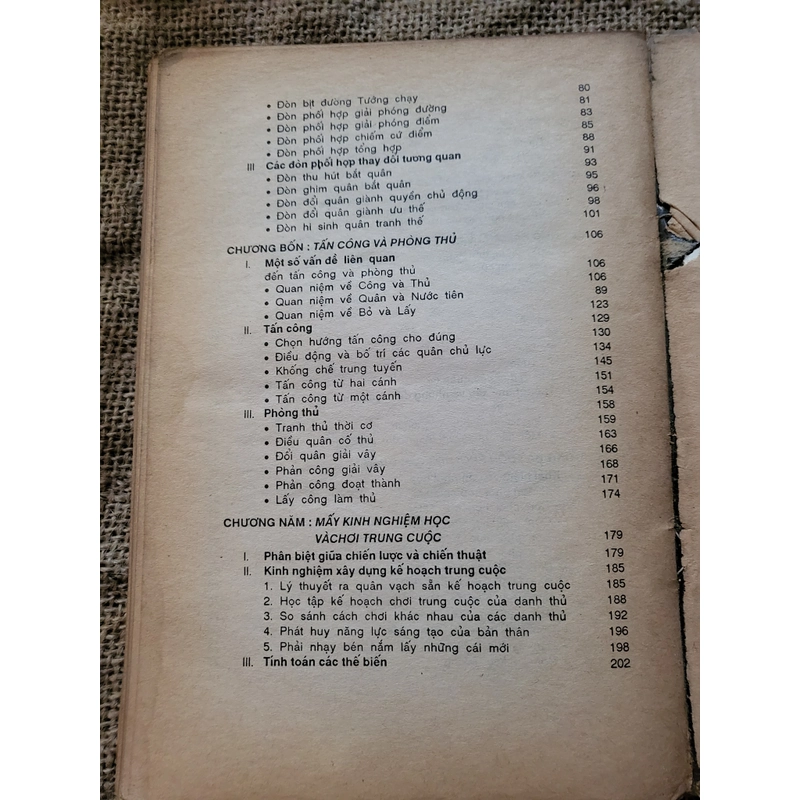 • Đòn bịt đường Tướng chạy 80
• Đòn phối hợp giải phóng đường 81
• Đòn phối hợp giải phóng điểm 83
• Đòn phối hợp chiếm cứ điểm 85
• Đòn phối hợp tổng hợp 88
III Các đòn phối hợp thay dổi tương quan 91
• Đòn thu hút bắt quân 93
• Đòn ghim quân bắt quân 95
• Đòn đổi quân giành quyền chủ động 96
• Đòn đổi quân giành ưu thế 98
• Đòn hi sinh quân tranh thế 101
CHƯƠNG BỐN : TẤN CÔNG VÀ PHÒNG THỦ 106
I. Một số vấn đề liên quan
đến tấn công và phòng thủ 106
• Quan niệm về Công và Thủ 106
• Quan niệm về Quân và Nước tiên 89
• Quan niệm về Bỏ và Lấy 123
II. Tấn công 129
• Chọn hướng tấn công cho đúng 130
• Điều động và bố trí các quân chủ lực 134
• Khống chế trung tuyến 145
• Tấn công từ hai cánh 151
• Tấn công từ một cánh 154
III. Phòng thủ 158
• Tranh thủ thời cơ 159
• Điều quân cố thủ 163
• Đổi quân giải vây 166
• Phản công giải vây 168
• Phản công đoạt thành 171
• Lấy công làm thủ 174
CHƯƠNG NĂM : MẤY KINH NGHIỆM HỌC
VÀCHƠI TRUNG CUỘC 179
I. Phân biệt giữa chiến lược và chiến thuật 179
II. Kinh nghiệm xây dụng kế hoạch trung cuộc 185
1. Lý thuyết ra quân vạch sẵn kế hoạch trung cuộc 185
2. Học tập kế hoạch chơi trung cuộc của danh thủ 188
3. So sánh cách chơi khác nhau của các danh thủ 192
4. Phát huy năng lực sáng tạo của bản thân 196
5. Phải nhạy bén nắm lấy những cái mới 198
III. Tính toán các thế biến 202